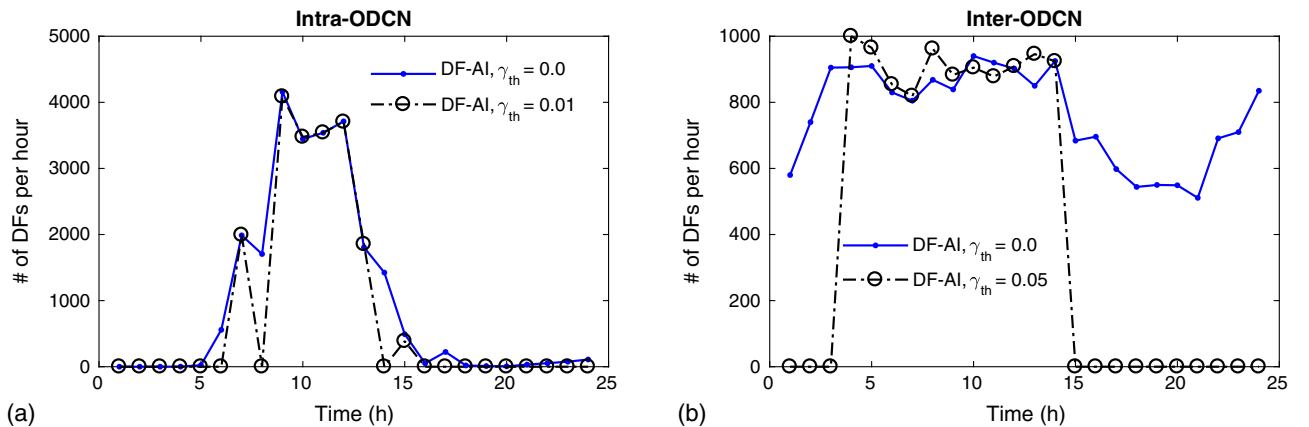 Intra-ODCN
5000
4000
3000
2000
1000
0
# of DFs per hour
DF-AI, γth = 0.0
DF-AI, γth = 0.01
0 5 10 15 20 25
Time (h)
(a)
Inter-ODCN
1000
800
600
400
200
0
# of DFs per hour
DF-AI, γth = 0.0
DF-AI, γth = 0.05
0 5 10 15 20 25
Time (h)
(b)